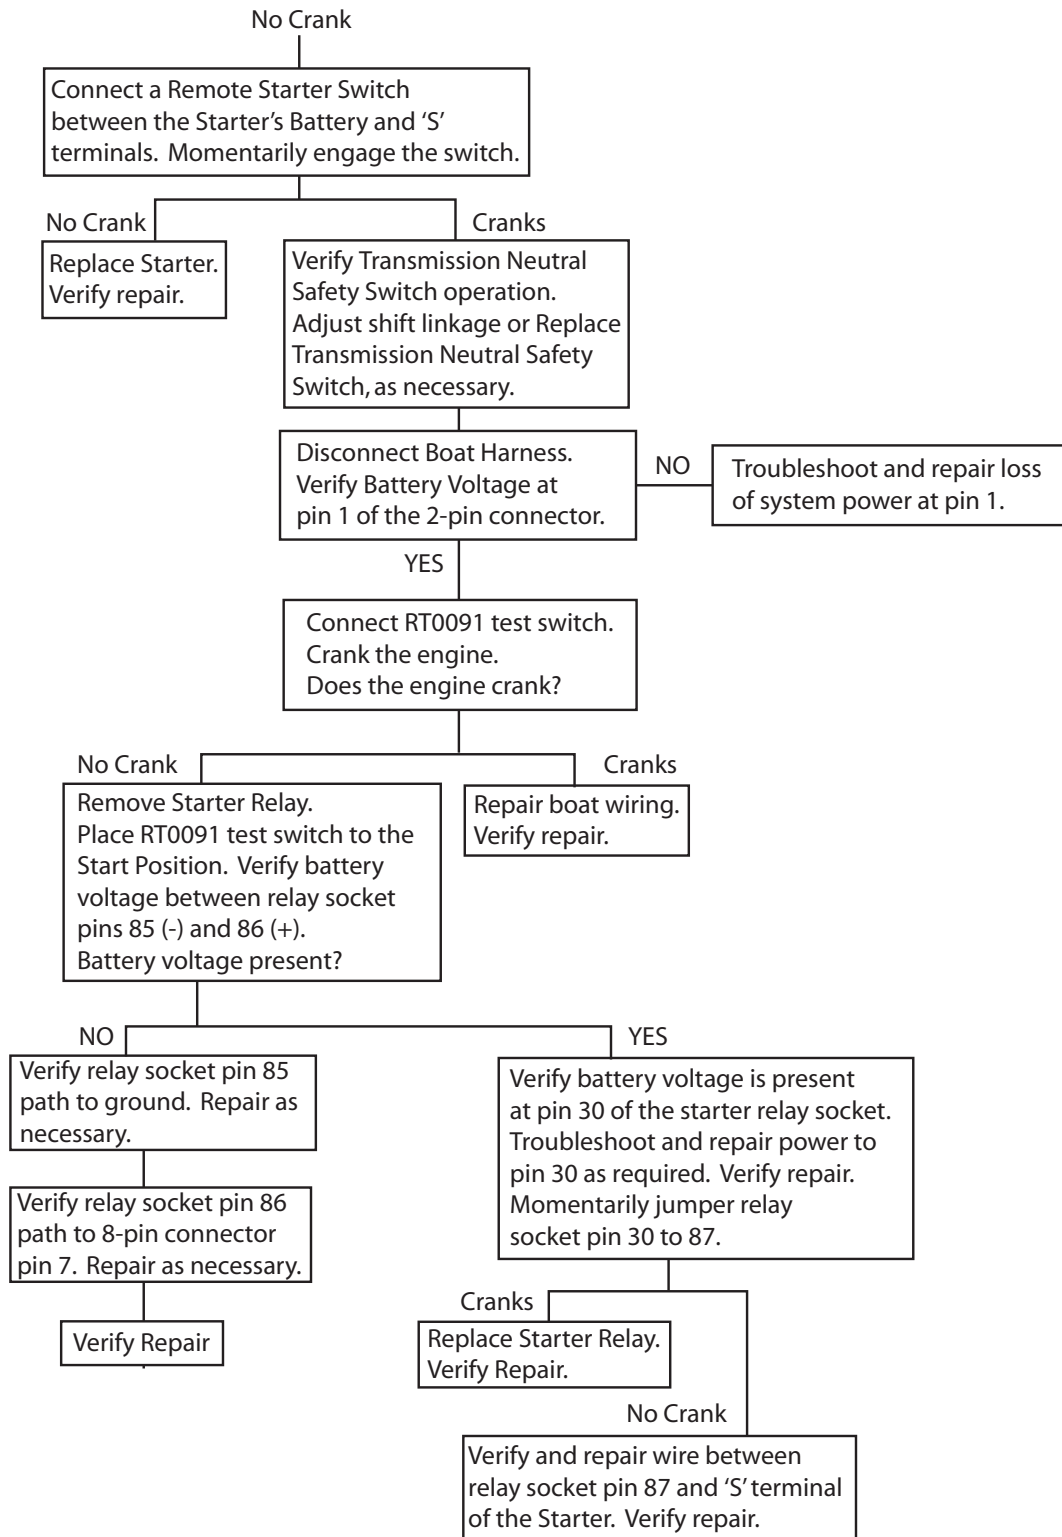 No Crank
Connect a Remote Starter Switch
between the Starter’s Battery and ‘S’
terminals. Momentarily engage the switch.
No Crank
Replace Starter.
Verify repair.
Cranks
Verify Transmission Neutral
Safety Switch operation.
Adjust shift linkage or Replace
Transmission Neutral Safety
Switch, as necessary.
Disconnect Boat Harness.
Verify Battery Voltage at
pin 1 of the 2-pin connector.
NO
Troubleshoot and repair loss
of system power at pin 1.
YES
Connect RT0091 test switch.
Crank the engine.
Does the engine crank?
No Crank
Remove Starter Relay.
Place RT0091 test switch to the
Start Position. Verify battery
voltage between relay socket
pins 85 (-) and 86 (+).
Battery voltage present?
Cranks
Repair boat wiring.
Verify repair.
NO
Verify relay socket pin 85
path to ground. Repair as
necessary.
Verify relay socket pin 86
path to 8-pin connector
pin 7. Repair as necessary.
Verify Repair
YES
Verify battery voltage is present
at pin 30 of the starter relay socket.
Troubleshoot and repair power to
pin 30 as required. Verify repair.
Momentarily jumper relay
socket pin 30 to 87.
Cranks
Replace Starter Relay.
Verify Repair.
No Crank
Verify and repair wire between
relay socket pin 87 and ‘S’ terminal
of the Starter. Verify repair.